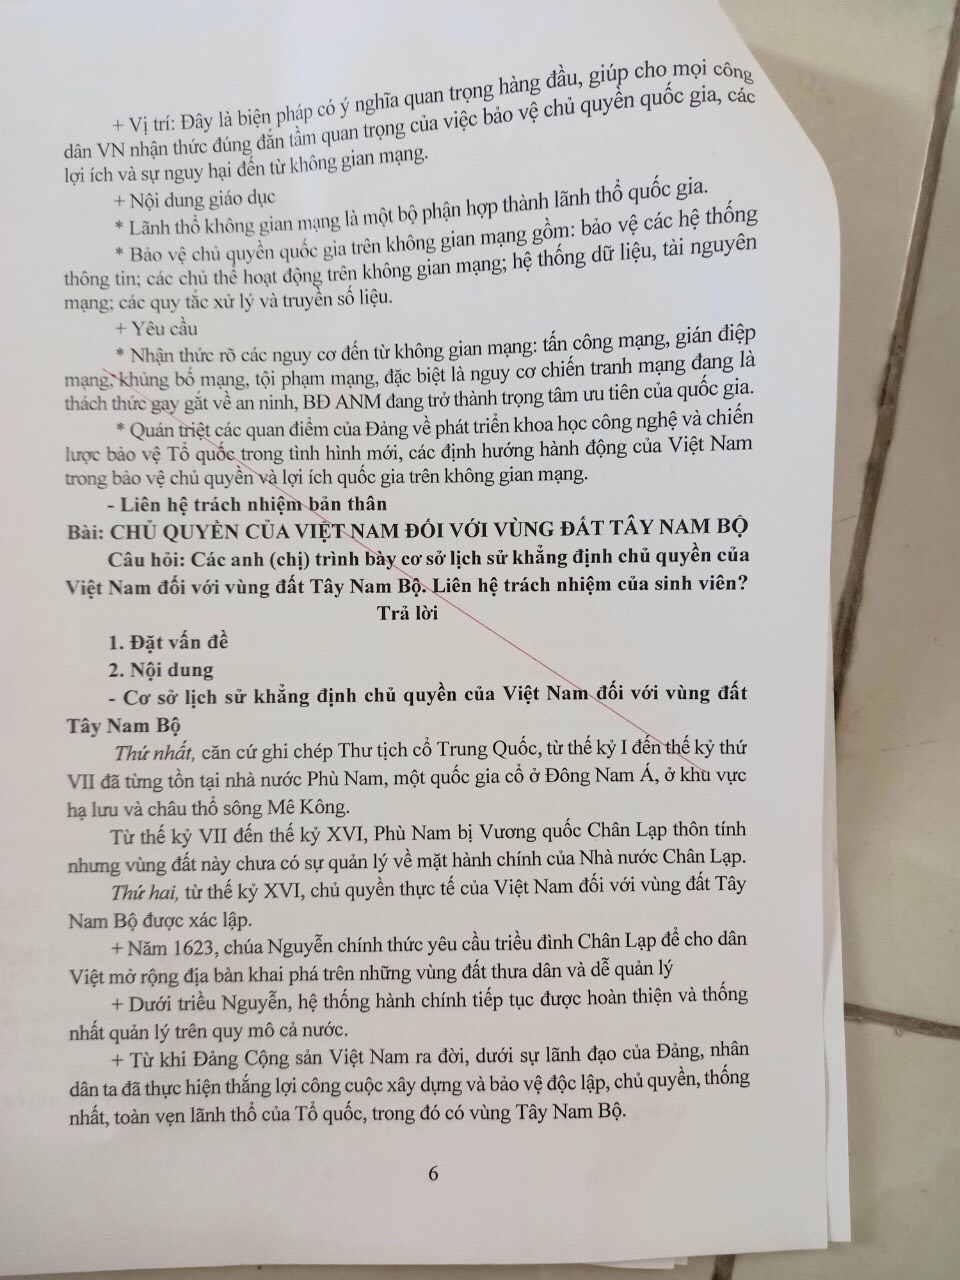 + Vị trí: Đây là biện pháp có ý nghĩa quan trọng hàng đầu, giúp cho mọi công
dân VN nhận thức đúng đắn tầm quan trọng của việc bảo vệ chủ quyền quốc gia, các
lợi ích và sự nguy hại đến từ không gian mạng.
+ Nội dung giáo dục
* Lãnh thổ không gian mạng là một bộ phận hợp thành lãnh thổ quốc gia.
* Bảo vệ chủ quyền quốc gia trên không gian mạng gồm: bảo vệ các hệ thống
thông tin; các chủ thể hoạt động trên không gian mạng; hệ thống dữ liệu, tài nguyên
mạng; các quy tắc xử lý và truyền số liệu.
+ Yêu cầu
* Nhận thức rõ các nguy cơ đến từ không gian mạng: tấn công mạng, gián điệp
mạng, khủng bố mạng, tội phạm mạng, đặc biệt là nguy cơ chiến tranh mạng đang là
thách thức gay gắt về an ninh, BĐ ANM đang trở thành trọng tâm ưu tiên của quốc gia.
* Quán triệt các quan điểm của Đảng về phát triển khoa học công nghệ và chiến
lược bảo vệ Tổ quốc trong tình hình mới, các định hướng hành động của Việt Nam
trong bảo vệ chủ quyền và lợi ích quốc gia trên không gian mạng.
- Liên hệ trách nhiệm bản thân
Bài: CHỦ QUYỀN CỦA VIỆT NAM ĐỐI VỚI VÙNG ĐẤT TÂY NAM BỘ
Câu hỏi: Các anh (chị) trình bày cơ sở lịch sử khẳng định chủ quyền của
Việt Nam đối với vùng đất Tây Nam Bộ. Liên hệ trách nhiệm của sinh viên?
Trả lời
1. Đặt vấn đề
2. Nội dung
- Cơ sở lịch sử khẳng định chủ quyền của Việt Nam đối với vùng đất
Tây Nam Bộ
Thứ nhất, căn cứ ghi chép Thư tịch cổ Trung Quốc, từ thế kỷ I đến thế kỷ thứ
VII đã từng tồn tại nhà nước Phù Nam, một quốc gia cổ ở Đông Nam Á, ở khu vực
hạ lưu và châu thổ sông Mê Kông.
Từ thế kỷ VII đến thế kỷ XVI, Phù Nam bị Vương quốc Chân Lạp thôn tính
nhưng vùng đất này chưa có sự quản lý về mặt hành chính của Nhà nước Chân Lạp.
Thứ hai, từ thế kỷ XVI, chủ quyền thực tế của Việt Nam đối với vùng đất Tây
Nam Bộ được xác lập.
+ Năm 1623, chúa Nguyễn chính thức yêu cầu triều đình Chân Lạp để cho dân
Việt mở rộng địa bàn khai phá trên những vùng đất thưa dân và dễ quản lý
+ Dưới triều Nguyễn, hệ thống hành chính tiếp tục được hoàn thiện và thống
nhất quản lý trên quy mô cả nước.
+ Từ khi Đảng Cộng sản Việt Nam ra đời, dưới sự lãnh đạo của Đảng, nhân
dân ta đã thực hiện thắng lợi công cuộc xây dựng và bảo vệ độc lập, chủ quyền, thống
nhất, toàn vẹn lãnh thổ của Tổ quốc, trong đó có vùng Tây Nam Bộ.
6